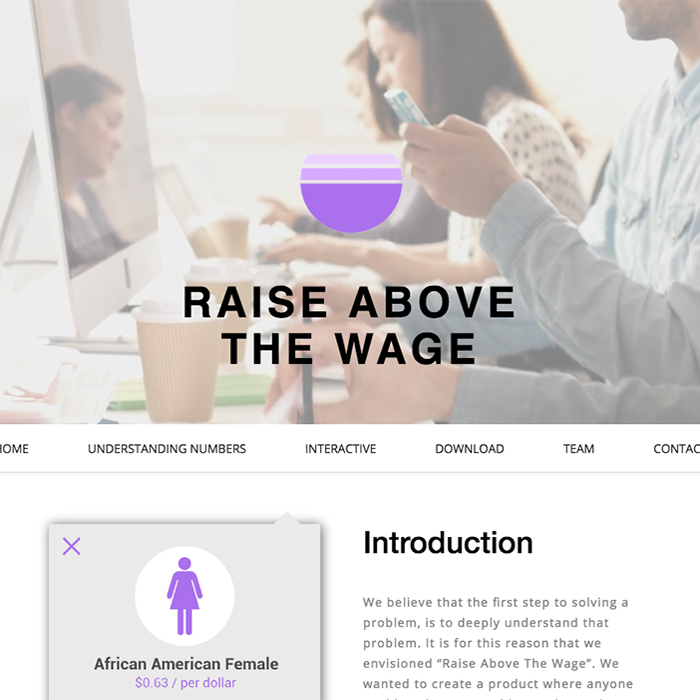 RAISE ABOVE
THE WAGE
HOME UNDERSTANDING NUMBERS INTERACTIVE DOWNLOAD TEAM CONTAC
Introduction
We believe that the first step to solving a
problem, is to deeply understand that
problem. It is for this reason that we
envisioned “Raise Above The Wage”. We
wanted to create a product where anyone
African American Female
$0.63 / per dollar